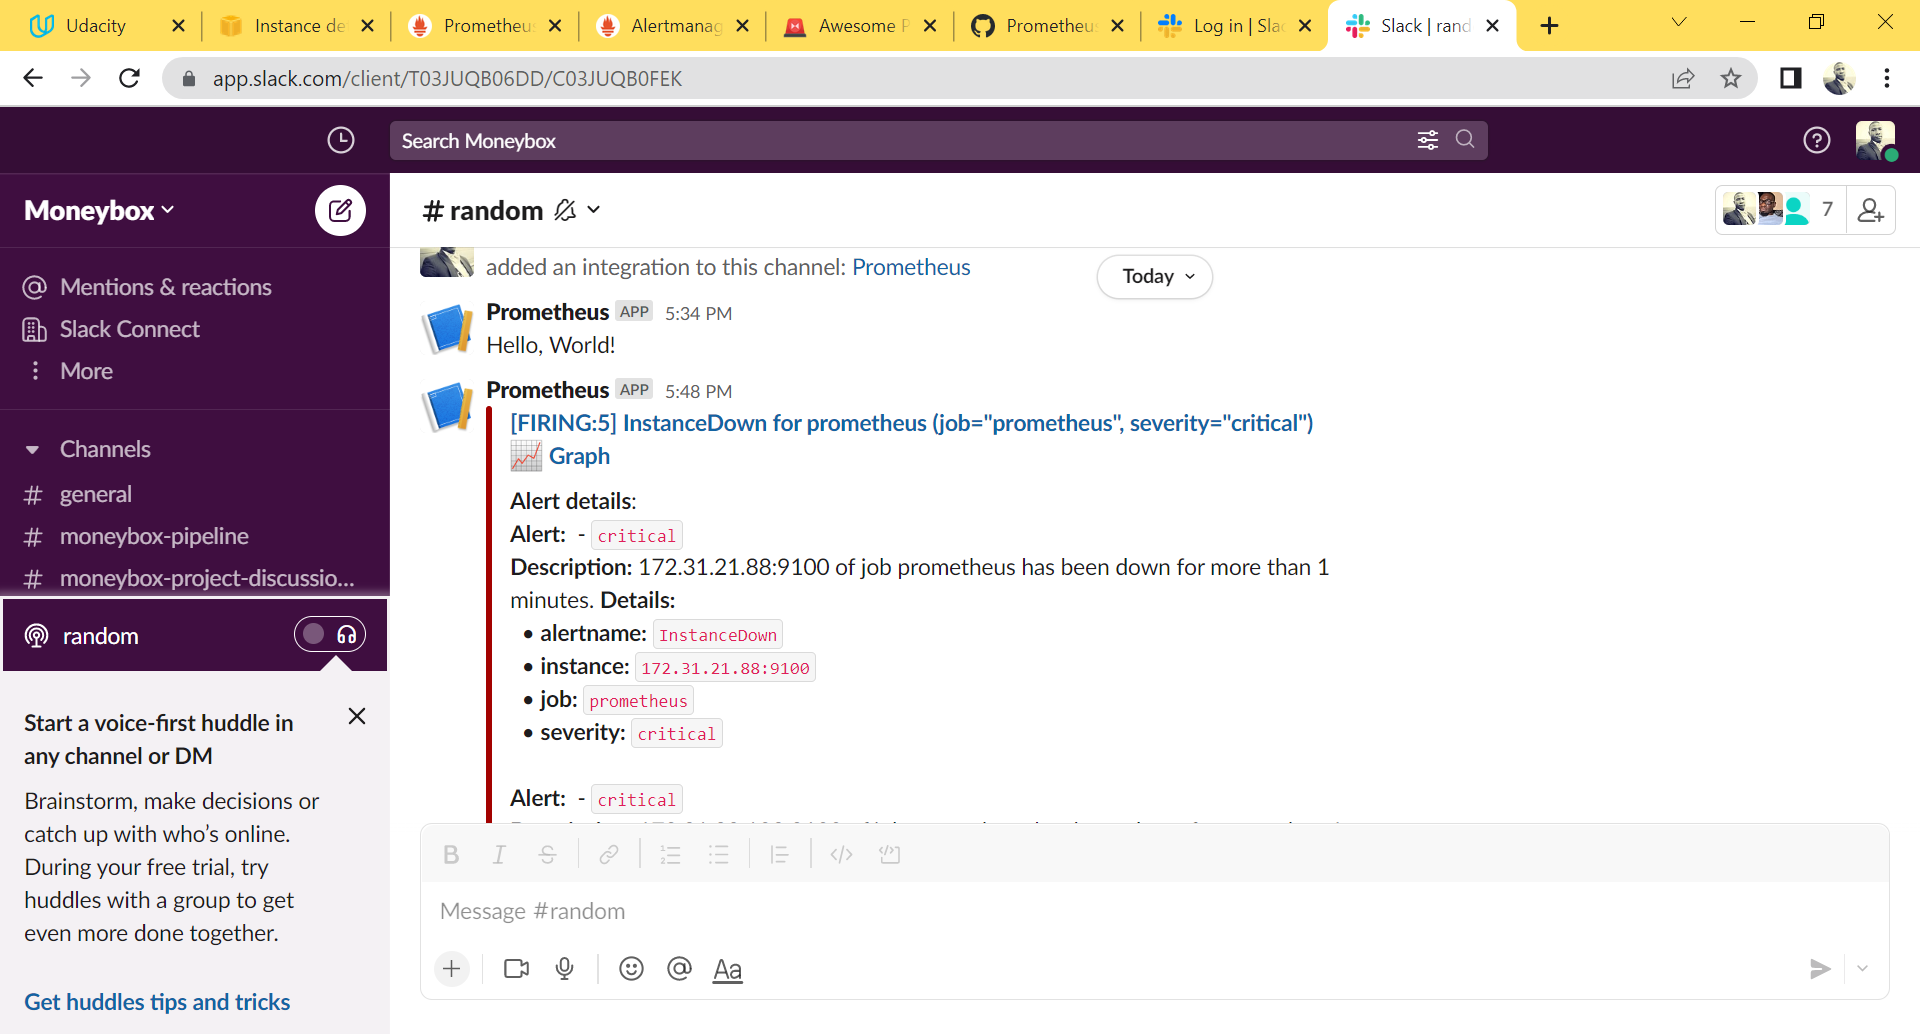 Udacity
Instance de
Prometheus
Alertmanag
Awesome P
Prometheus
Log in | Slac
Slack | rand
app.slack.com/client/T03JUQB06DD/C03JUQB0FEK
Search Moneybox
Moneybox
# random
7
Mentions & reactions
Slack Connect
More
Channels
# general
# moneybox-pipeline
# moneybox-project-discussio...
random
Start a voice-first huddle in
any channel or DM
Brainstorm, make decisions or
catch up with who's online.
During your free trial, try
huddles with a group to get
even more done together.
Get huddles tips and tricks
added an integration to this channel: Prometheus
Today
Prometheus APP 5:34 PM
Hello, World!
Prometheus APP 5:48 PM
[FIRING:5] InstanceDown for prometheus (job="prometheus", severity="critical")
Graph
Alert details:
Alert: - critical
Description: 172.31.21.88:9100 of job prometheus has been down for more than 1
minutes. Details:
• alertname: InstanceDown
• instance: 172.31.21.88:9100
• job: prometheus
• severity: critical
Alert: - critical
Message #random
Aa